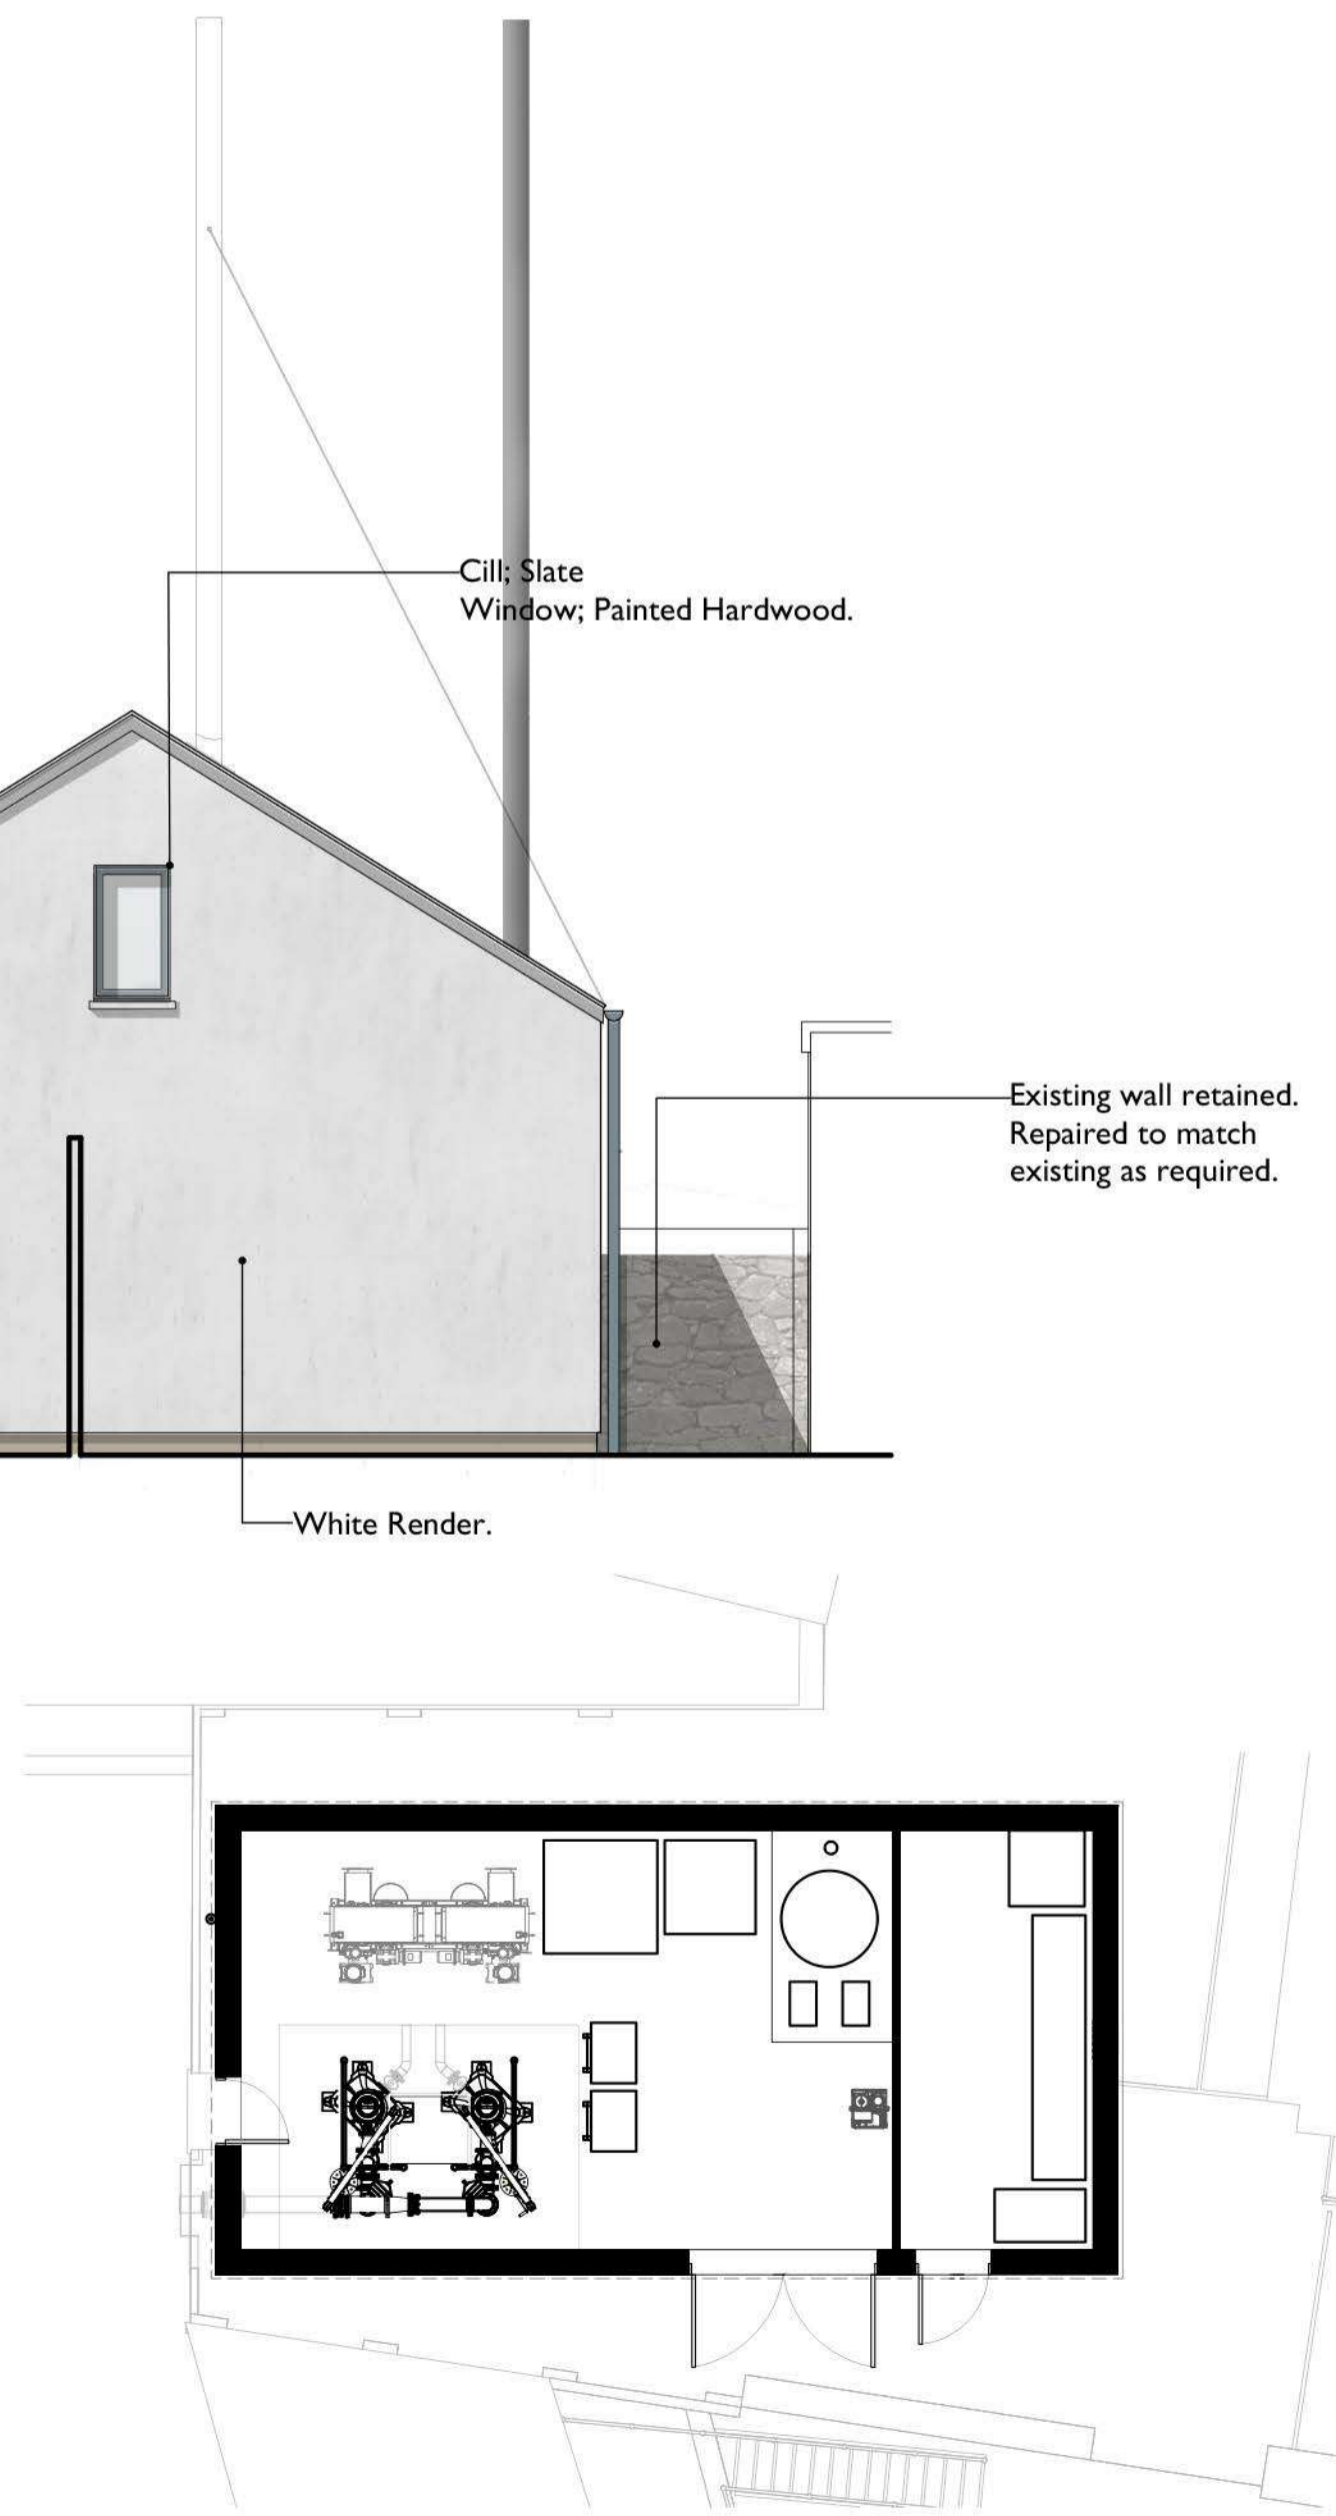 Cill; Slate
Window; Painted Hardwood.
Existing wall retained.
Repaired to match
existing as required.
White Render.